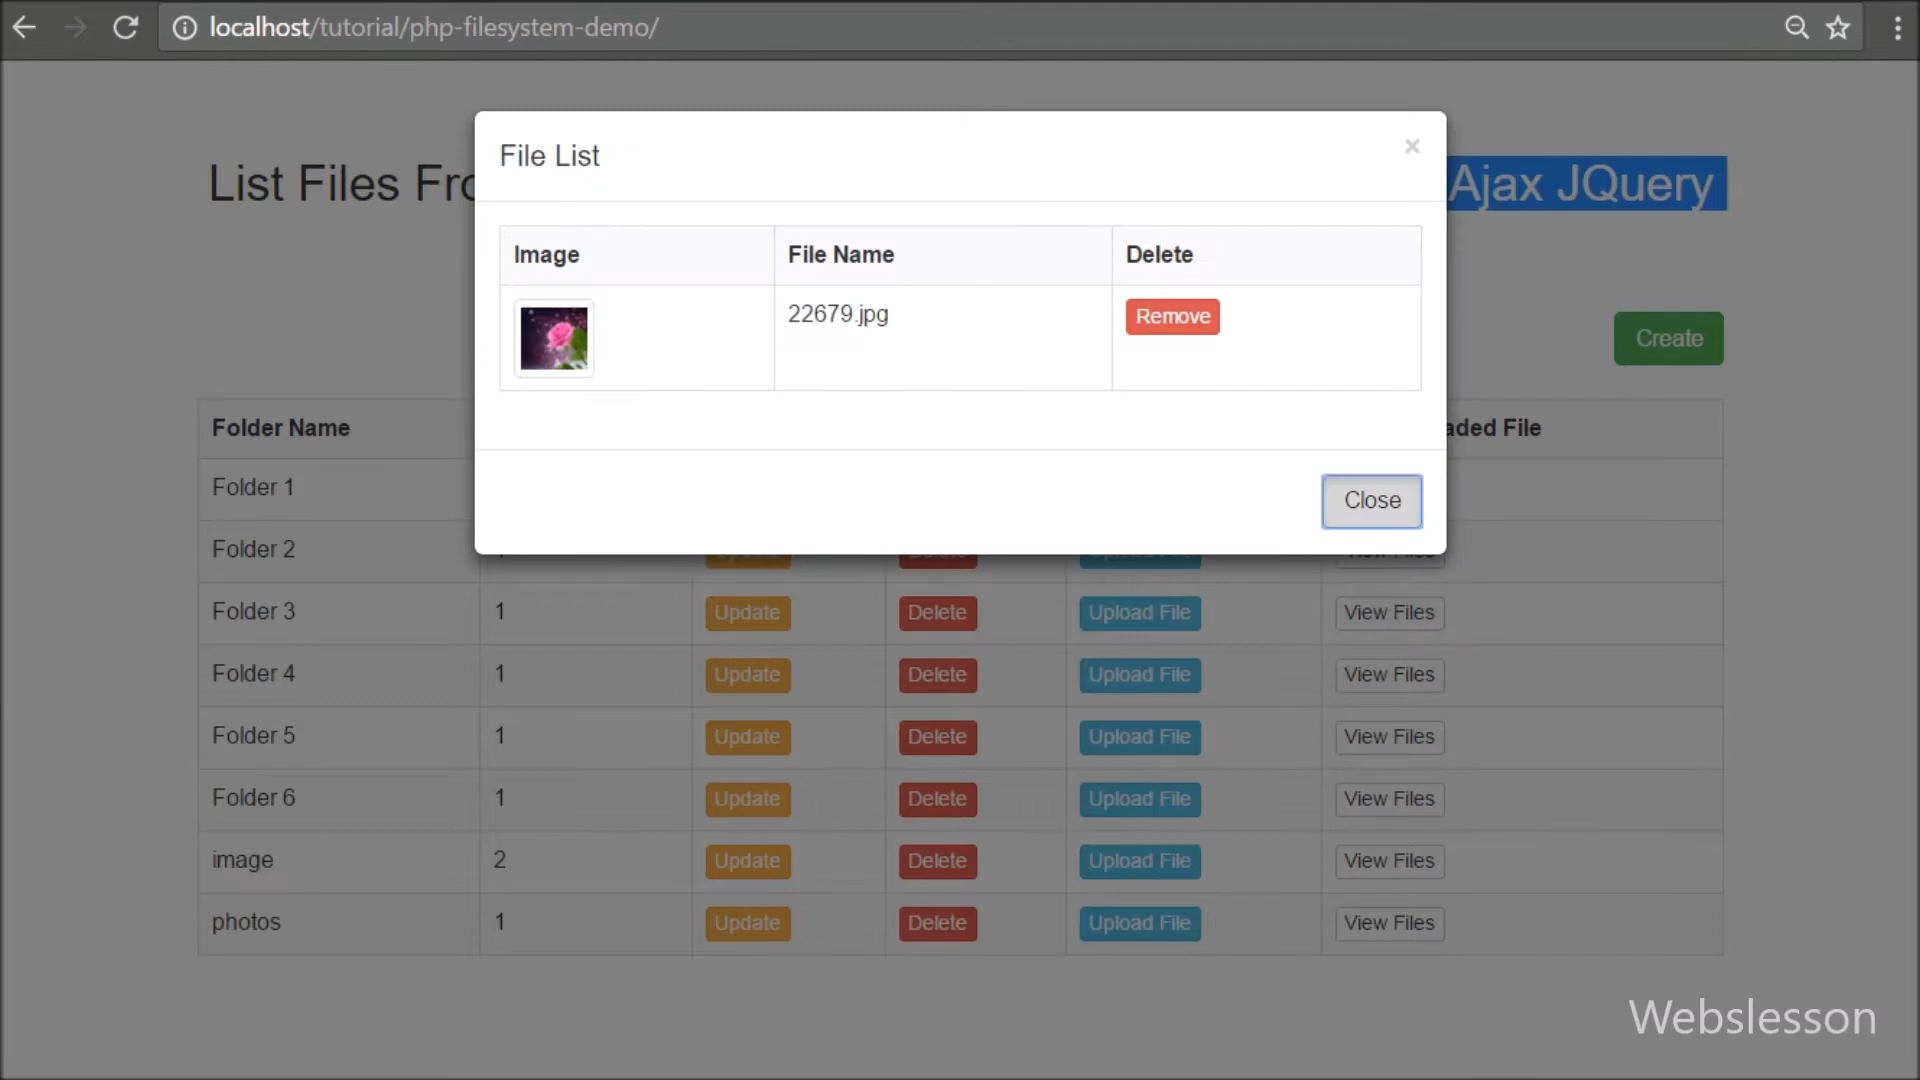 localhost/tutorial/php-filesystem-demo/
File List ×
List Files Ajax JQuery
Image File Name Delete
22679.jpg Remove
Create
Folder Name File
Folder 1
Close
Folder 2
Folder 3 1 Update Delete Upload File View Files
Folder 4 1 Update Delete Upload File View Files
Folder 5 1 Update Delete Upload File View Files
Folder 6 1 Update Delete Upload File View Files
image 2 Update Delete Upload File View Files
photos 1 Update Delete Upload File View Files
Webslesson